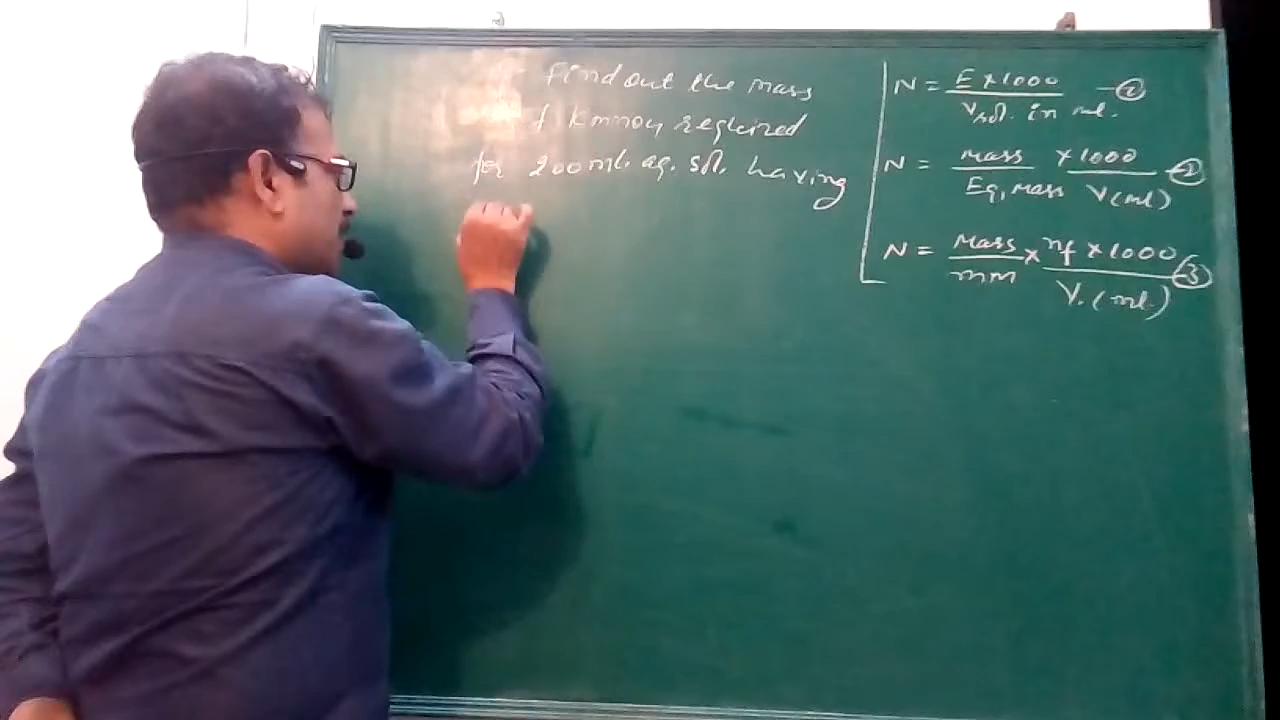 Find out the mass
of Kmno4 required
for 200ml. aq. sol. having
N = E × 1000 / Vsol. in ml. — ①
N = mass / Eq. mass × 1000 / V (ml) — ②
N = mass / mm × nf × 1000 / V. (ml.) — ③